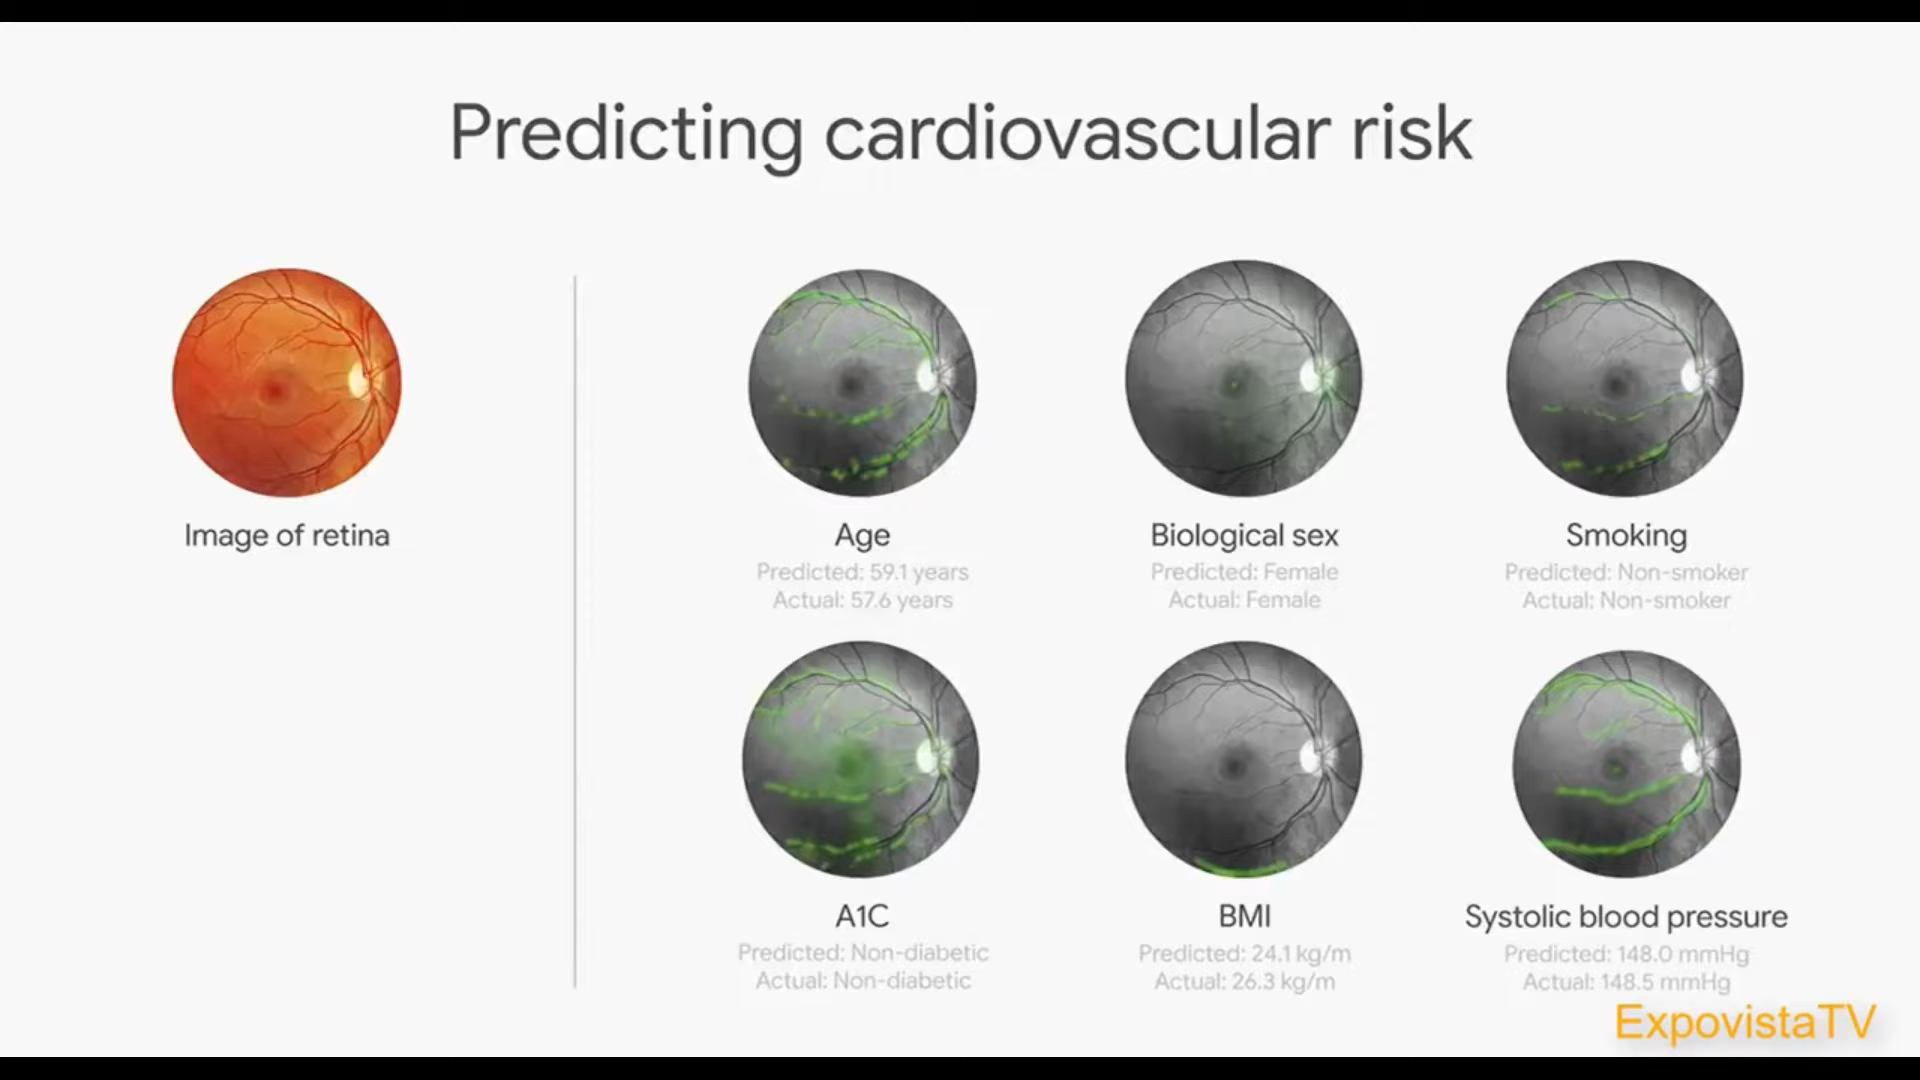 Predicting cardiovascular risk
Image of retina
Age
Predicted: 59.1 years
Actual: 57.6 years
Biological sex
Predicted: Female
Actual: Female
Smoking
Predicted: Non-smoker
Actual: Non-smoker
A1C
Predicted: Non-diabetic
Actual: Non-diabetic
BMI
Predicted: 24.1 kg/m
Actual: 26.3 kg/m
Systolic blood pressure
Predicted: 148.0 mmHg
Actual: 148.5 mmHg
ExpovistaTV